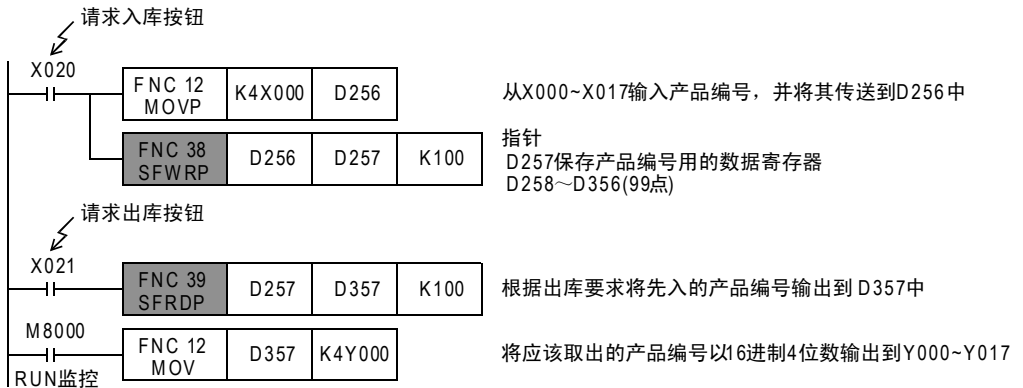 请求入库按钮
X020
FNC 12 MOVP K4X000 D256 从X000~X017输入产品编号，并将其传送到D256中
FNC 38 SFWRP D256 D257 K100 指针
D257保存产品编号用的数据寄存器
D258～D356(99点)
请求出库按钮
X021
FNC 39 SFRDP D257 D357 K100 根据出库要求将先入的产品编号输出到 D357中
M8000
FNC 12 MOV D357 K4Y000 将应该取出的产品编号以16进制4位数输出到Y000~Y017
RUN监控